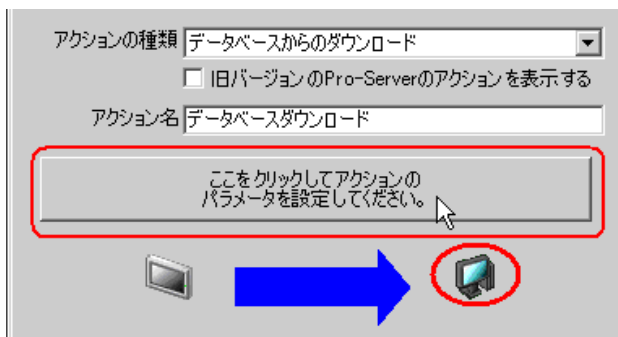 アクションの種類 データベースからのダウンロード
旧バージョンのPro-Serverのアクションを表示する
アクション名 データベースダウンロード
ここをクリックしてアクションの
パラメータを設定してください。